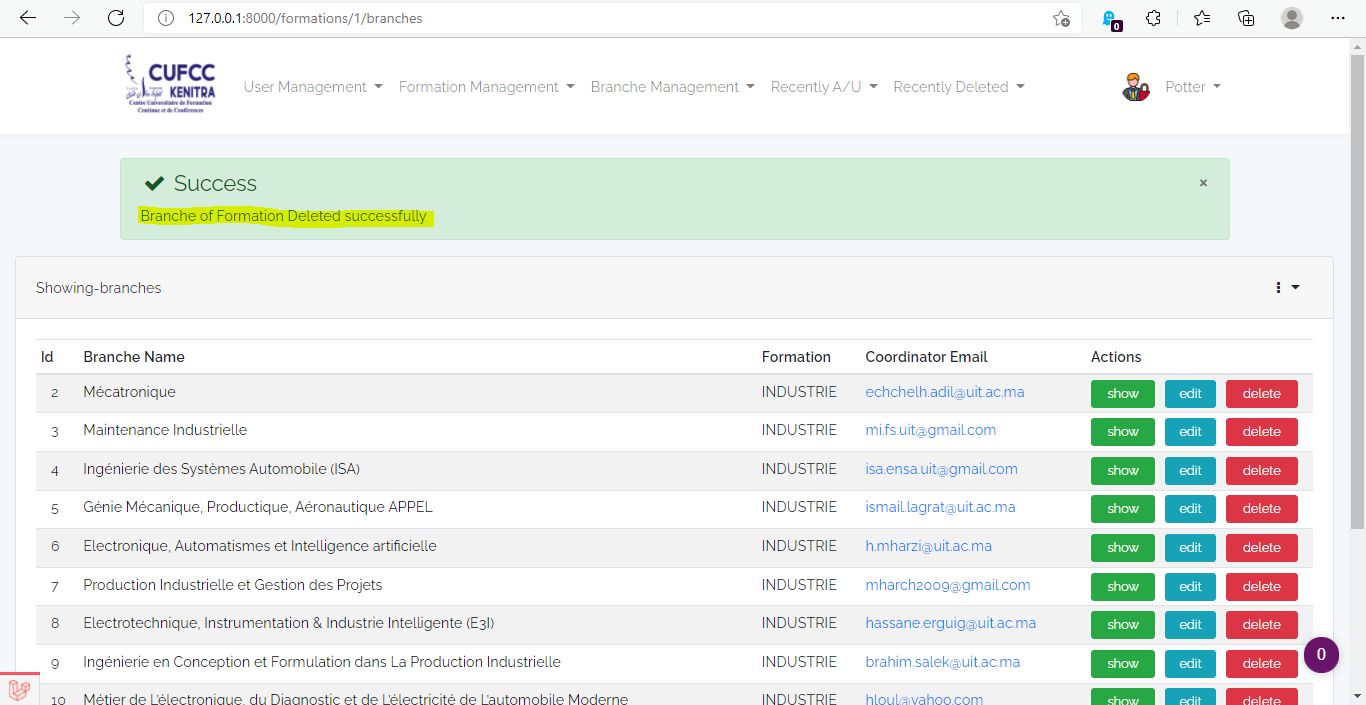 127.0.0.1:8000/formations/1/branches
0
CUFCC
KENITRA
Centre Universitaire de Formation
Continue et de Conférences
User Management Formation Management Branche Management Recently A/U Recently Deleted Potter
Success ×
Branche of Formation Deleted successfully
Showing-branches
Id Branche Name Formation Coordinator Email Actions
2 Mécatronique INDUSTRIE echchelh.adil@uit.ac.ma show edit delete
3 Maintenance Industrielle INDUSTRIE mi.fs.uit@gmail.com show edit delete
4 Ingénierie des Systèmes Automobile (ISA) INDUSTRIE isa.ensa.uit@gmail.com show edit delete
5 Génie Mécanique, Productique, Aéronautique APPEL INDUSTRIE ismail.lagrat@uit.ac.ma show edit delete
6 Electronique, Automatismes et Intelligence artificielle INDUSTRIE h.mharzi@uit.ac.ma show edit delete
7 Production Industrielle et Gestion des Projets INDUSTRIE mharch2009@gmail.com show edit delete
8 Electrotechnique, Instrumentation & Industrie Intelligente (E3I) INDUSTRIE hassane.erguig@uit.ac.ma show edit delete
9 Ingénierie en Conception et Formulation dans La Production Industrielle INDUSTRIE brahim.salek@uit.ac.ma show edit delete
0
10 Métier de L'électronique, du Diagnostic et de L'électricité de L'automobile Moderne INDUSTRIE hloul@yahoo.com show edit delete